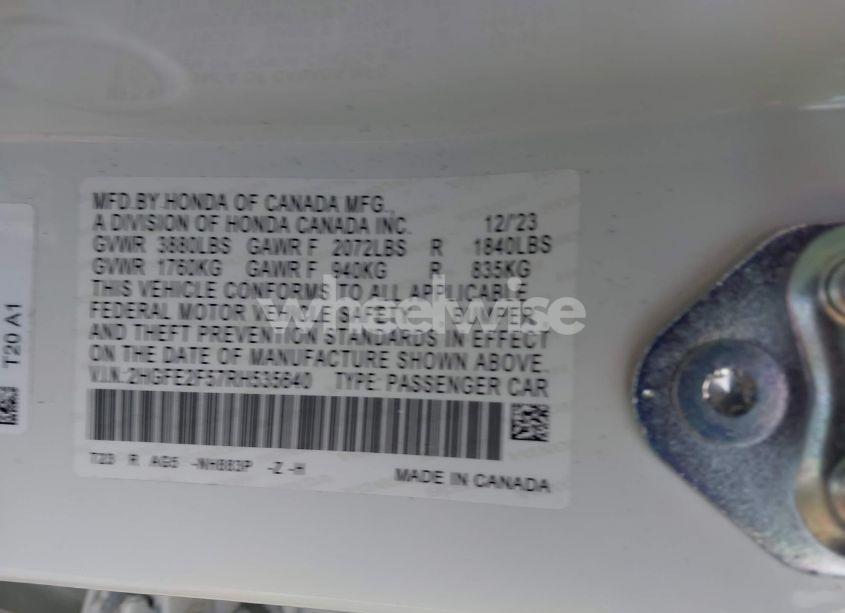 MFD.BY HONDA OF CANADA MFG.,
A DIVISION OF HONDA CANADA INC. 12/'23
GVWR 3880LBS GAWR F 2072LBS R 1840LBS
GVWR 1760KG GAWR F 940KG R 835KG
THIS VEHICLE CONFORMS TO ALL APPLICABLE
FEDERAL MOTOR VEHICLE SAFETY, BUMPER,
AND THEFT PREVENTION STANDARDS IN EFFECT
ON THE DATE OF MANUFACTURE SHOWN ABOVE.
V.I.N.:2HGFE2F57RH535640 TYPE: PASSENGER CAR
T23 R AG5 -NH883P -Z -H
MADE IN CANADA
T20 A1
wheelwise